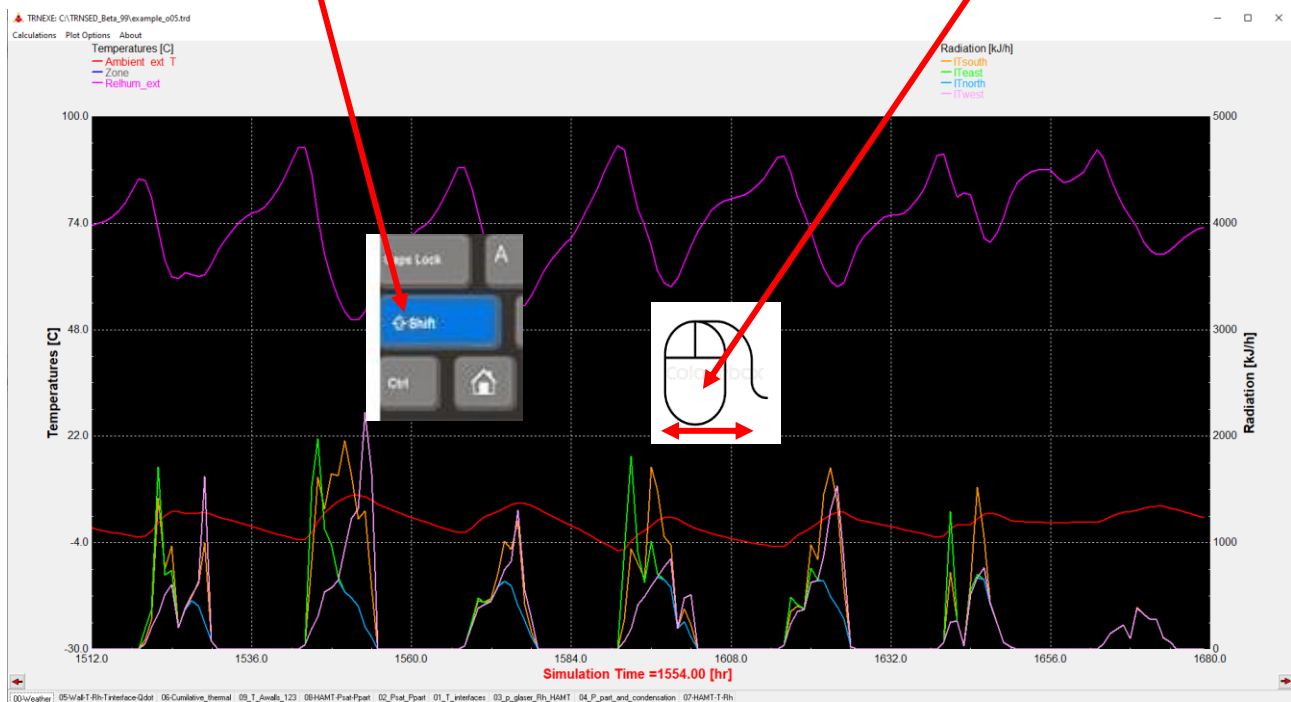 TRNEXE: C:\TRNSED_Beta_99\example_o05.trd
Calculations Plot Options About
Temperatures [C]
Ambient_ext_T
Zone
Relhum_ext
Radiation [kJ/h]
ITsouth
ITeast
ITnorth
ITwest
100.0
74.0
48.0
22.0
-4.0
-30.0
Temperatures [C]
5000
4000
3000
2000
1000
0
Radiation [kJ/h]
Caps Lock
A
Shift
Ctrl
1512.0 1536.0 1560.0 1584.0 1608.0 1632.0 1656.0 1680.0
Simulation Time =1554.00 [hr]
00-Weather 05-Wall-T-Rh-Tinterface-Qdot 06-Cumilative_thermal 09_T_Awalls_123 08-HAMT-Psat-Ppart 02_Psat_Ppart 01_T_interfaces 03_p_glaser_Rh_HAMT 04_P_part_and_condensation 07-HAMT-T-Rh